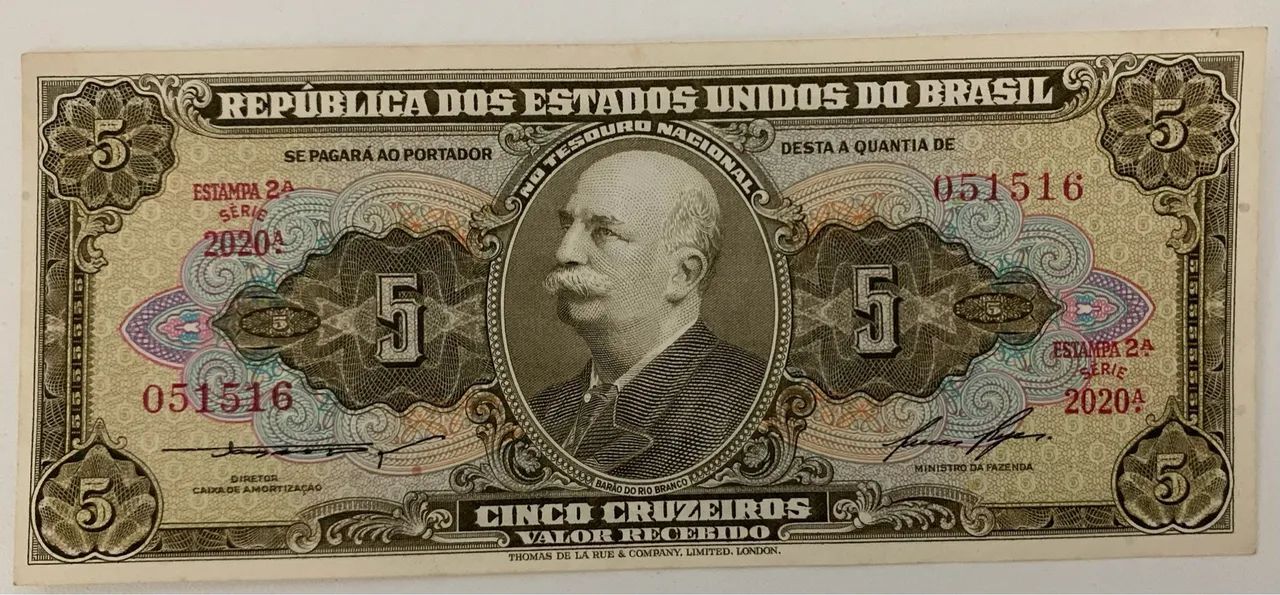 REPÚBLICA DOS ESTADOS UNIDOS DO BRASIL
5
5
SE PAGARÁ AO PORTADOR
NO TESOURO NACIONAL
DESTA A QUANTIA DE
ESTAMPA 2ᴬ
SÉRIE
2020ᴬ
051516
5
5
051516
ESTAMPA 2ᴬ
SÉRIE
2020ᴬ
DIRETOR
CAIXA DE AMORTIZAÇÃO
MINISTRO DA FAZENDA
BARÃO DO RIO BRANCO
5
5
CINCO CRUZEIROS
VALOR RECEBIDO
THOMAS DE LA RUE & COMPANY, LIMITED, LONDON.